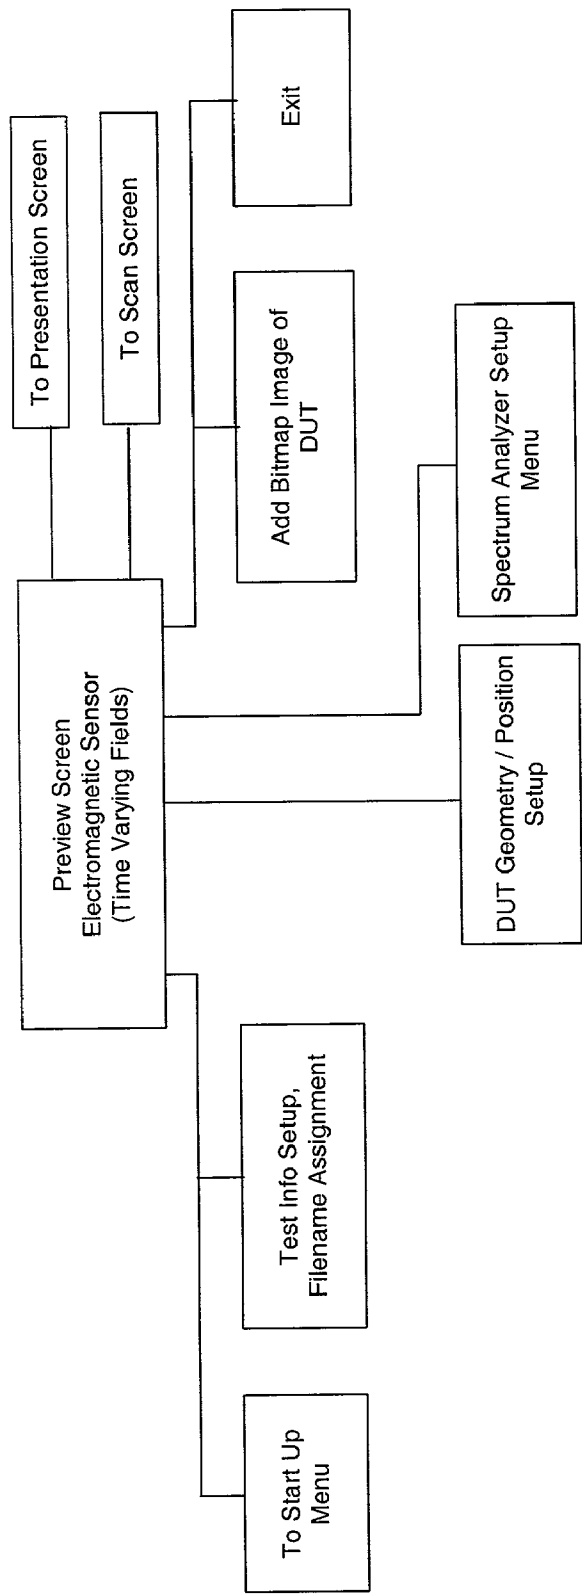 Preview Screen
Electromagnetic Sensor
(Time Varying Fields)
To Presentation Screen
To Scan Screen
To Start Up
Menu
Test Info Setup,
Filename Assignment
Add Bitmap Image of
DUT
Exit
DUT Geometry / Position
Setup
Spectrum Analyzer Setup
Menu